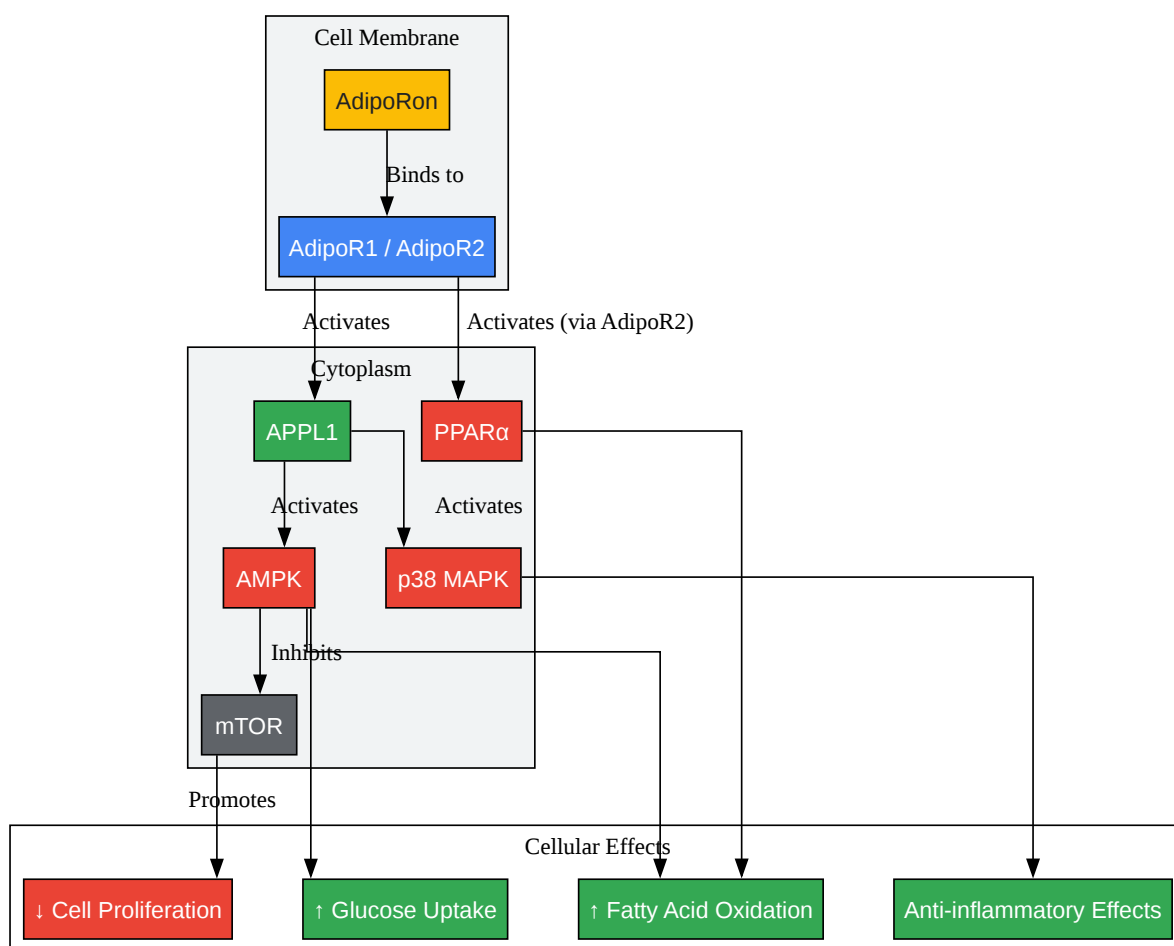 Cell Membrane
AdipoRon
Binds to
AdipoR1 / AdipoR2
Activates
Activates (via AdipoR2)
Cytoplasm
APPL1
PPARα
Activates
Activates
AMPK
p38 MAPK
Inhibits
mTOR
Promotes
Cellular Effects
↓ Cell Proliferation
↑ Glucose Uptake
↑ Fatty Acid Oxidation
Anti-inflammatory Effects